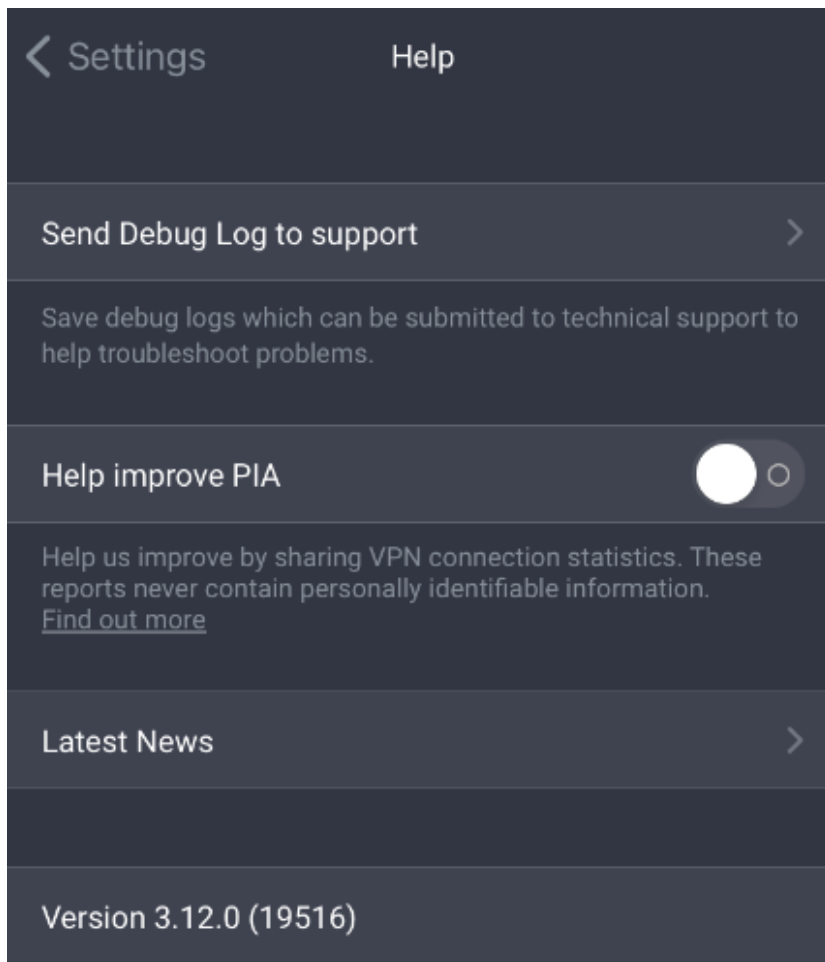 Settings
Help
Send Debug Log to support
Save debug logs which can be submitted to technical support to
help troubleshoot problems.
Help improve PIA
Help us improve by sharing VPN connection statistics. These
reports never contain personally identifiable information.
Find out more
Latest News
Version 3.12.0 (19516)